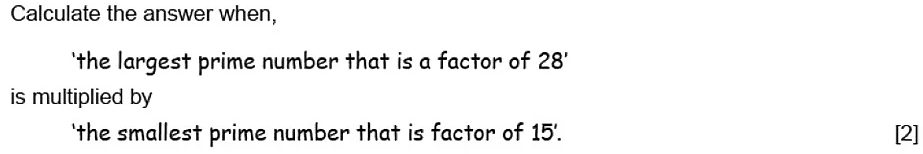 Calculate the answer when,
‘the largest prime number that is a factor of 28’
is multiplied by
‘the smallest prime number that is factor of 15’.
[2]